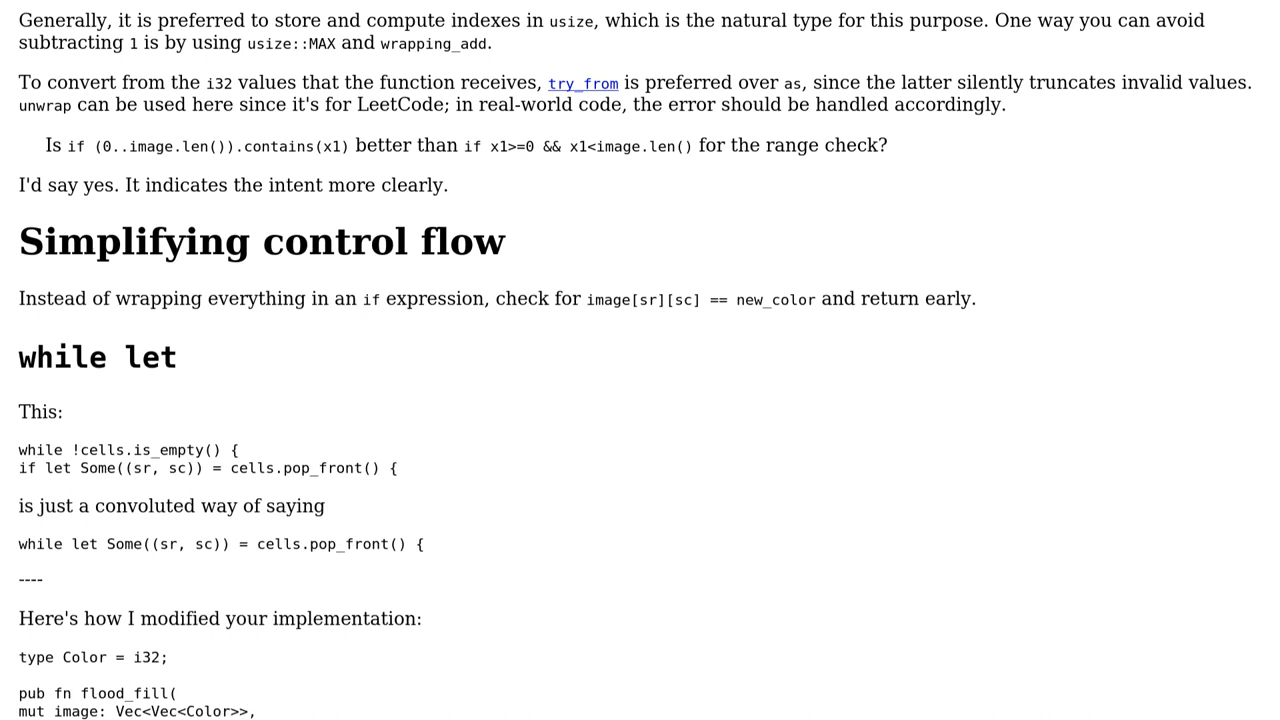 Generally, it is preferred to store and compute indexes in usize, which is the natural type for this purpose. One way you can avoid
subtracting 1 is by using usize::MAX and wrapping_add.
To convert from the i32 values that the function receives, try_from is preferred over as, since the latter silently truncates invalid values.
unwrap can be used here since it's for LeetCode; in real-world code, the error should be handled accordingly.
Is if (0..image.len()).contains(x1) better than if x1>=0 && x1<image.len() for the range check?
I'd say yes. It indicates the intent more clearly.
Simplifying control flow
Instead of wrapping everything in an if expression, check for image[sr][sc] == new_color and return early.
while let
This:
while !cells.is_empty() {
if let Some((sr, sc)) = cells.pop_front() {
is just a convoluted way of saying
while let Some((sr, sc)) = cells.pop_front() {
----
Here's how I modified your implementation:
type Color = i32;
pub fn flood_fill(
mut image: Vec<Vec<Color>>,